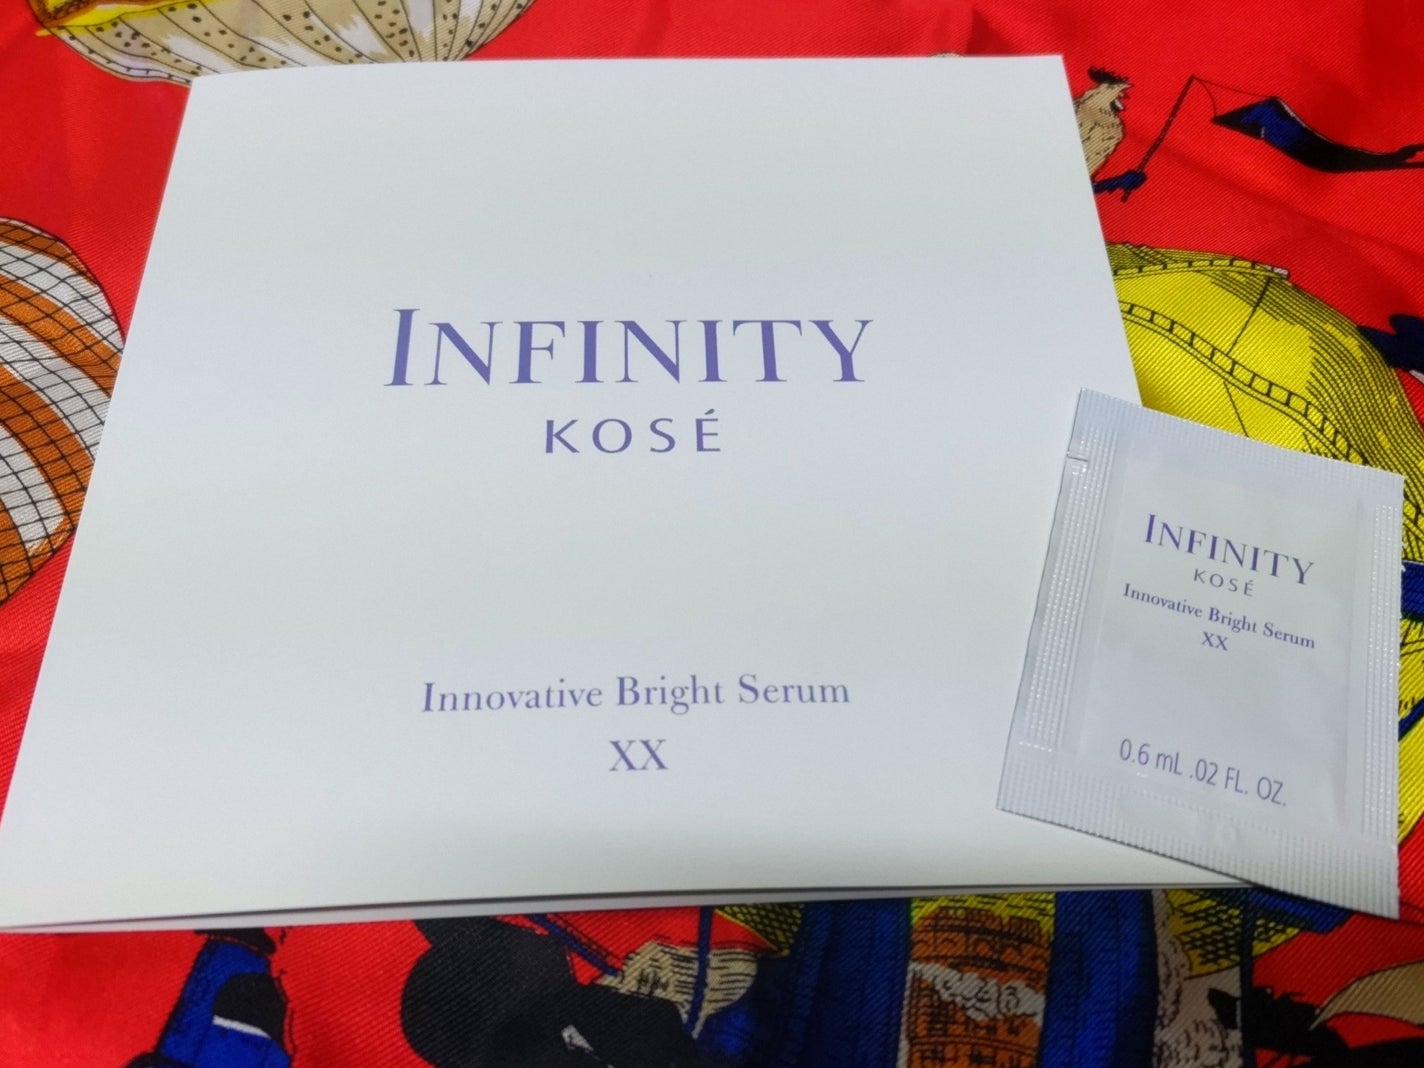 INFINITY
KOSÉ
Innovative Bright Serum
XX
INFINITY
KOSÉ
Innovative Bright Serum
XX
0.6 mL .02 FL. OZ.